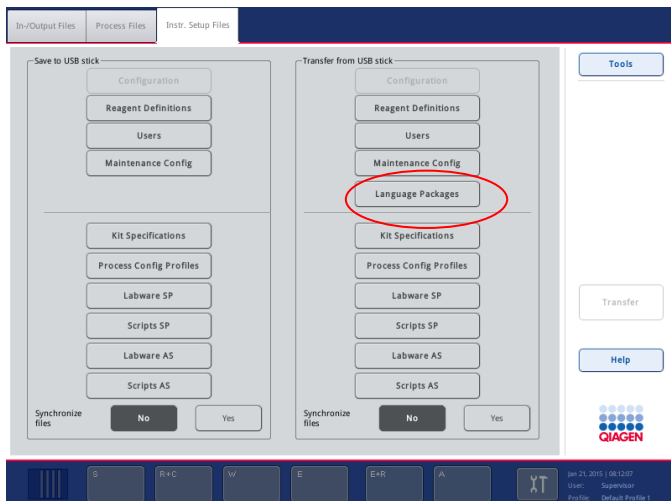 In-/Output Files
Process Files
Instr. Setup Files
Save to USB stick
Configuration
Reagent Definitions
Users
Maintenance Config
Kit Specifications
Process Config Profiles
Labware SP
Scripts SP
Labware AS
Scripts AS
Synchronize
files
No
Yes
Transfer from USB stick
Configuration
Reagent Definitions
Users
Maintenance Config
Language Packages
Kit Specifications
Process Config Profiles
Labware SP
Scripts SP
Labware AS
Scripts AS
Synchronize
files
No
Yes
Tools
Transfer
Help
QIAGEN
S
R+C
W
E
E+R
A
Jan 21, 2015 | 08:12:07
User: Supervisor
Profile: Default Profile 1